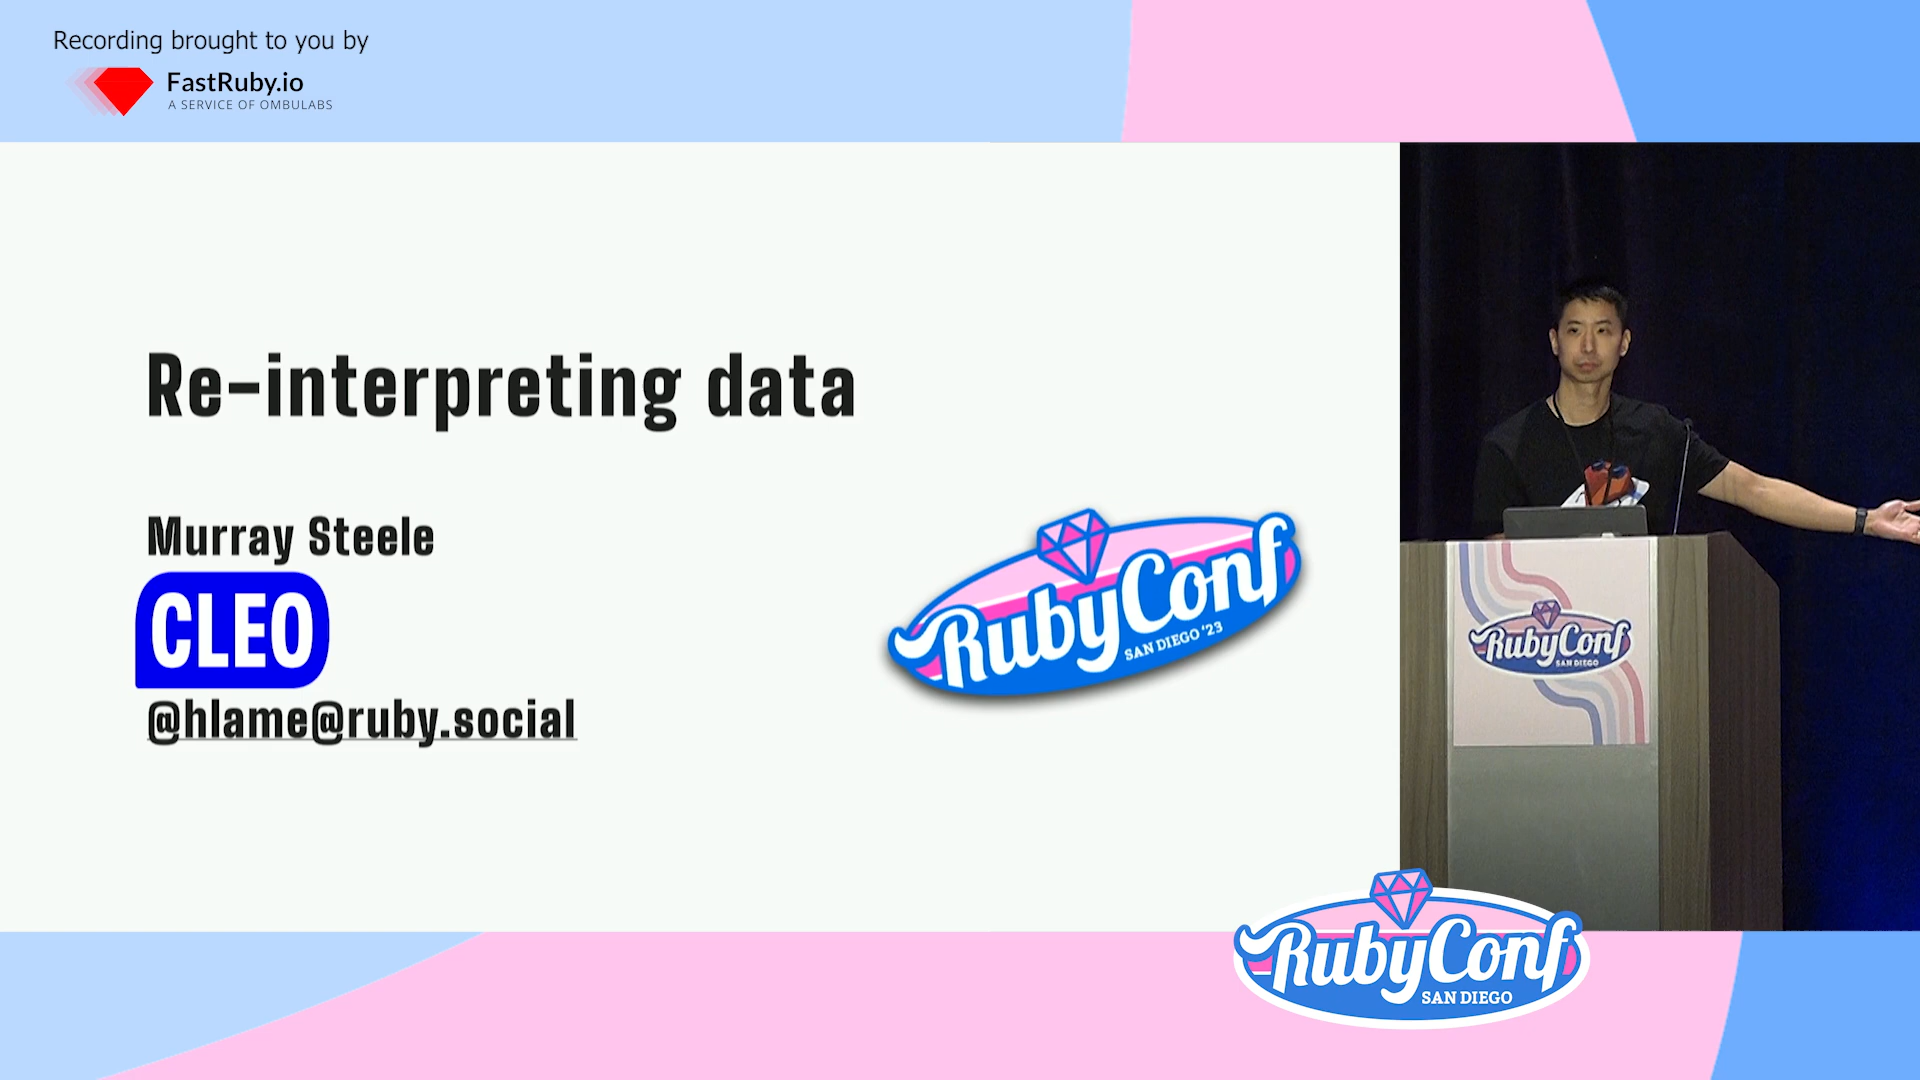 Recording brought to you by
FastRuby.io
A SERVICE OF OMBULABS
Re-interpreting data
Murray Steele
CLEO
@hlame@ruby.social
RubyConf
SAN DIEGO '23
RubyConf
SAN DIEGO
RubyConf
SAN DIEGO